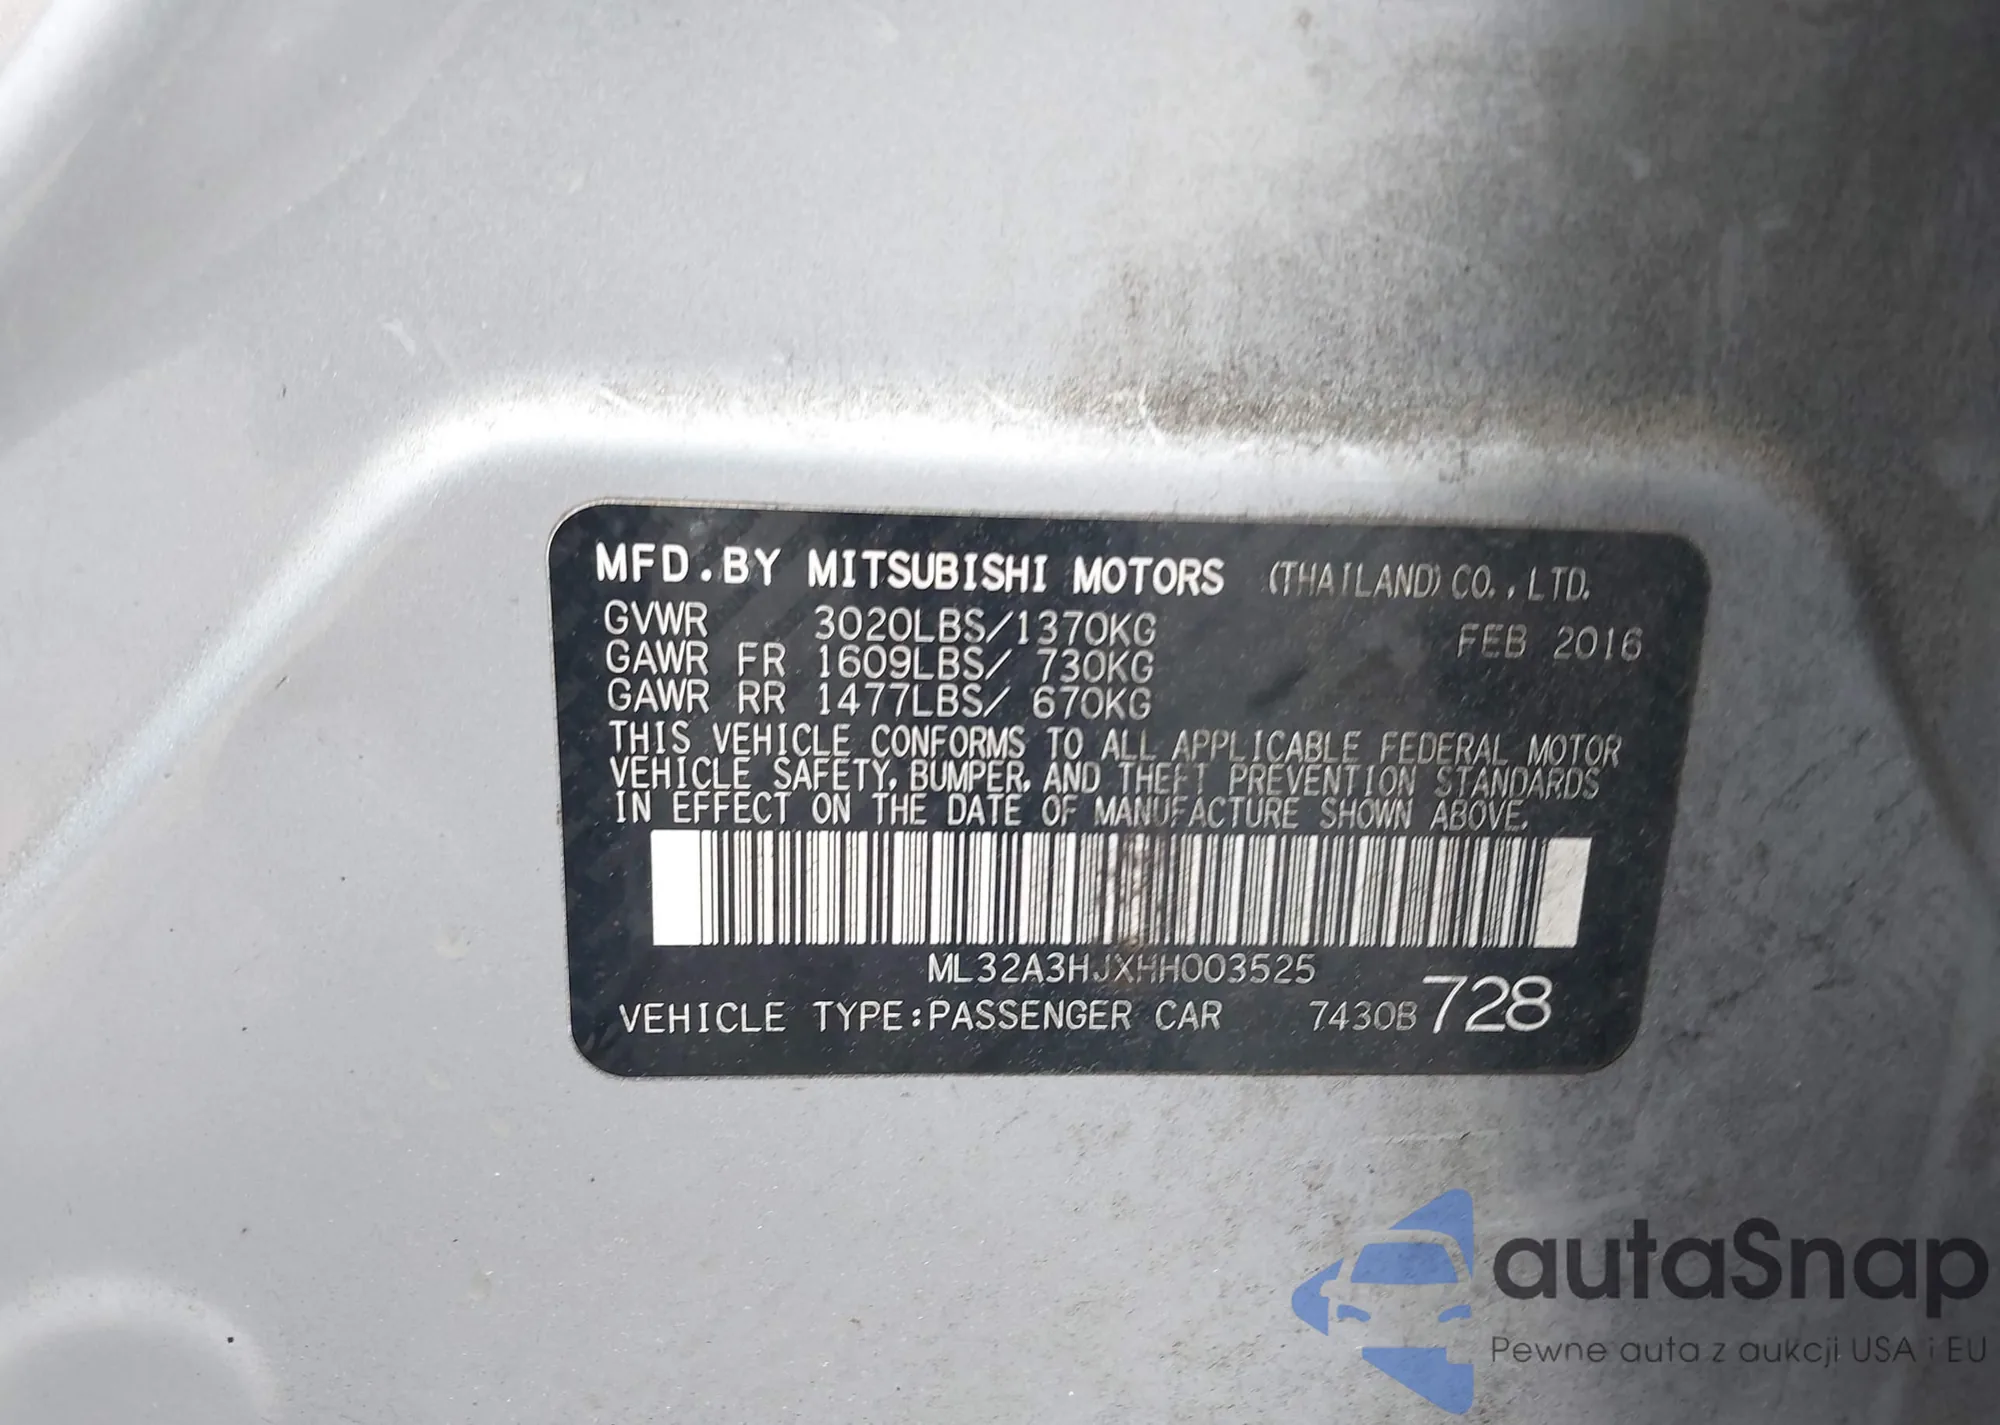 MFD.BY MITSUBISHI MOTORS (THAILAND) CO., LTD.
GVWR 3020LBS/1370KG FEB 2016
GAWR FR 1609LBS/ 730KG
GAWR RR 1477LBS/ 670KG
THIS VEHICLE CONFORMS TO ALL APPLICABLE FEDERAL MOTOR
VEHICLE SAFETY, BUMPER, AND THEFT PREVENTION STANDARDS
IN EFFECT ON THE DATE OF MANUFACTURE SHOWN ABOVE.
ML32A3HJXHH003525
VEHICLE TYPE:PASSENGER CAR 7430B 728
autaSnap
Pewne auta z aukcji USA i EU